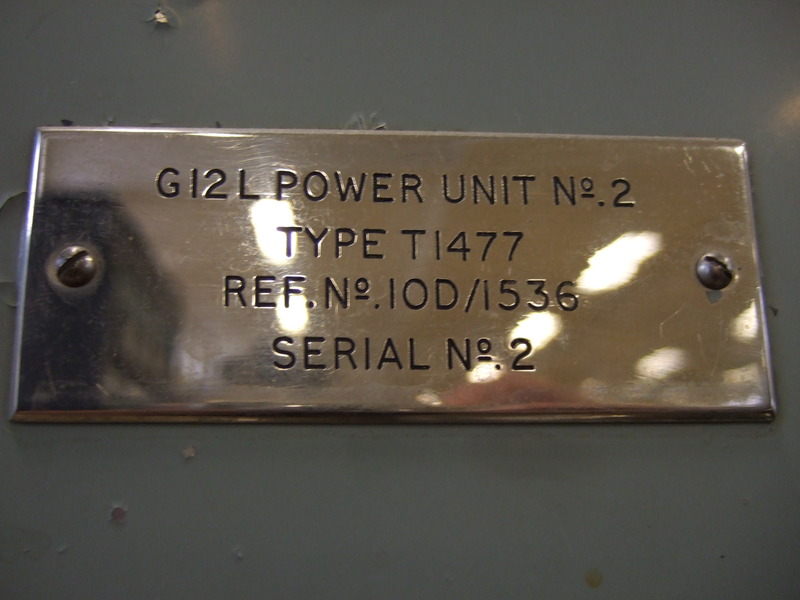 G12L POWER UNIT Nº.2
TYPE T1477
REF. Nº. 10D/1536
SERIAL Nº. 2